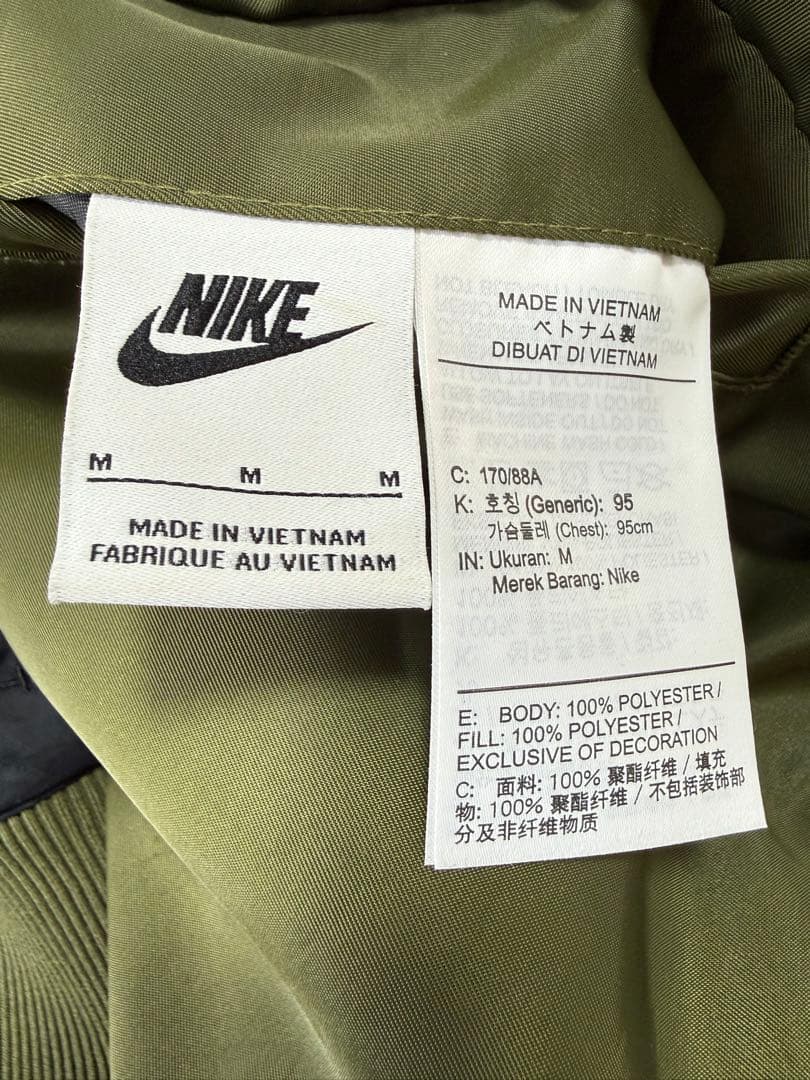 NIKE
M M M
MADE IN VIETNAM
FABRIQUE AU VIETNAM
MADE IN VIETNAM
ベトナム製
DIBUAT DI VIETNAM
C: 170/88A
K: 호칭 (Generic): 95
가슴둘레 (Chest): 95cm
IN: Ukuran: M
Merek Barang: Nike
E: BODY: 100% POLYESTER /
FILL: 100% POLYESTER /
EXCLUSIVE OF DECORATION
C: 面料: 100% 聚酯纤维 / 填充
物: 100% 聚酯纤维 / 不包括装饰部
分及非纤维物质